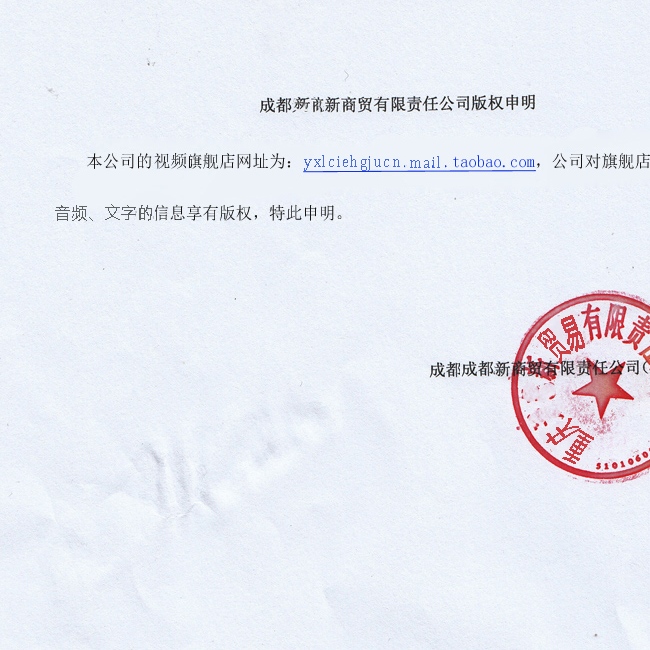 成都新新商贸有限责任公司版权申明
本公司的视频旗舰店网址为：yxlciehgjucn.mail.taobao.com，公司对旗舰店
音频、文字的信息享有版权，特此申明。
贸易有限责
成都成都新商贸有限责任公司（
重庆
5101060